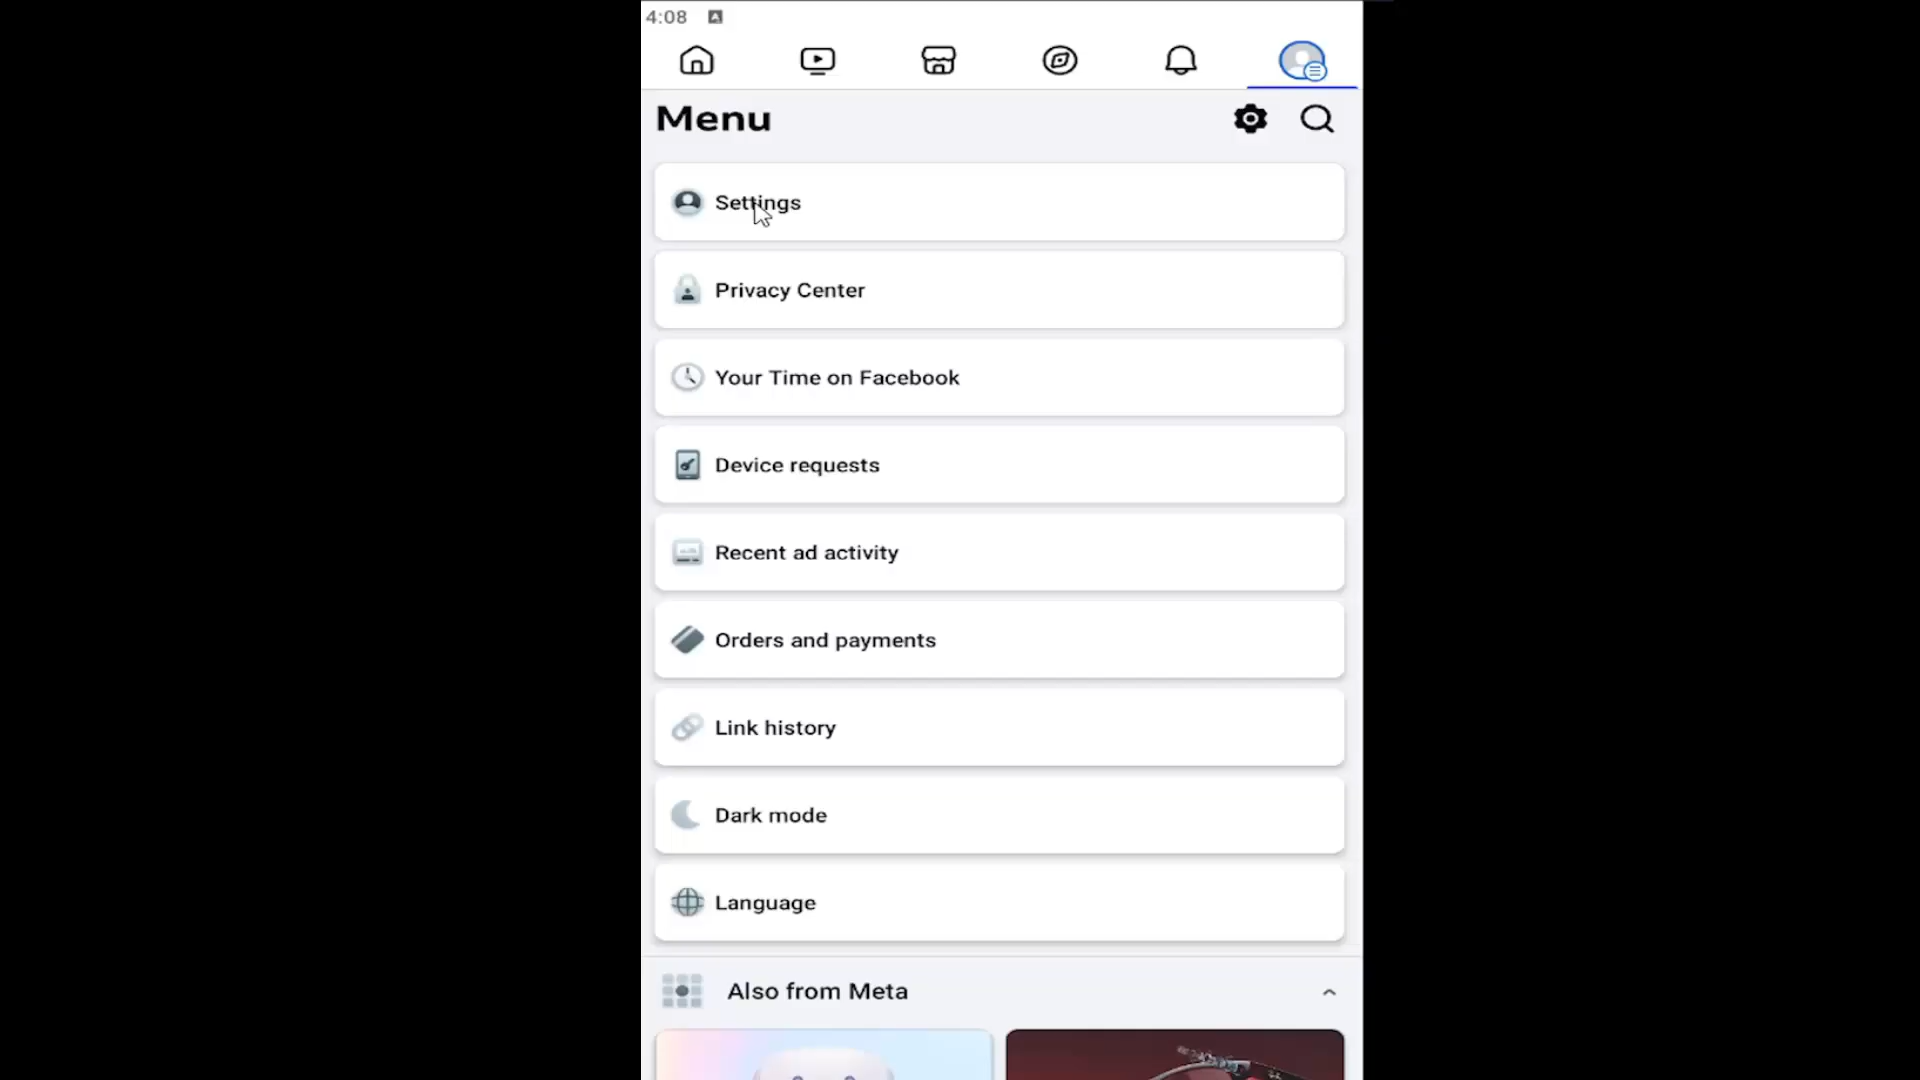 4:08
Menu
Settings
Privacy Center
Your Time on Facebook
Device requests
Recent ad activity
Orders and payments
Link history
Dark mode
Language
Also from Meta